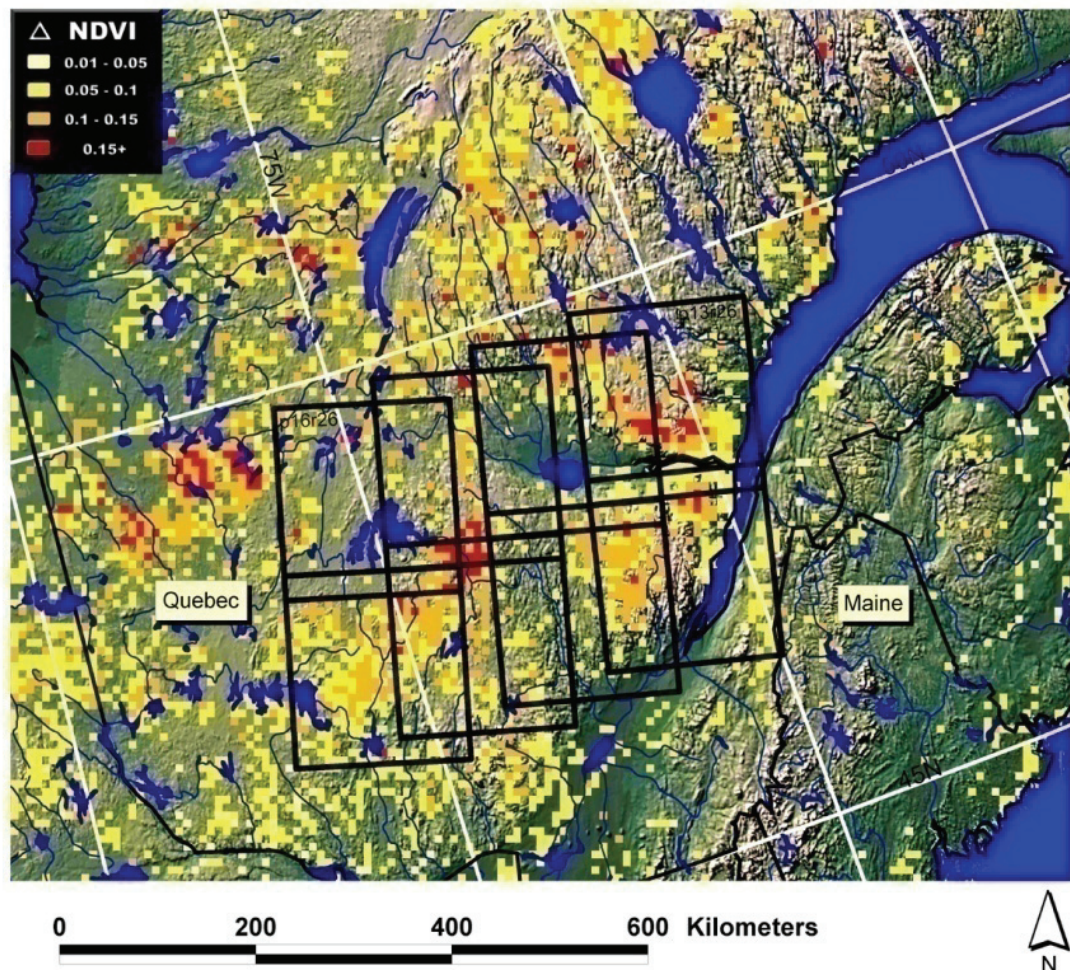 △ NDVI
0.01 - 0.05
0.05 - 0.1
0.1 - 0.15
0.15+
75W
p13r26
p16r26
Quebec
Maine
45N
0 200 400 600 Kilometers
N